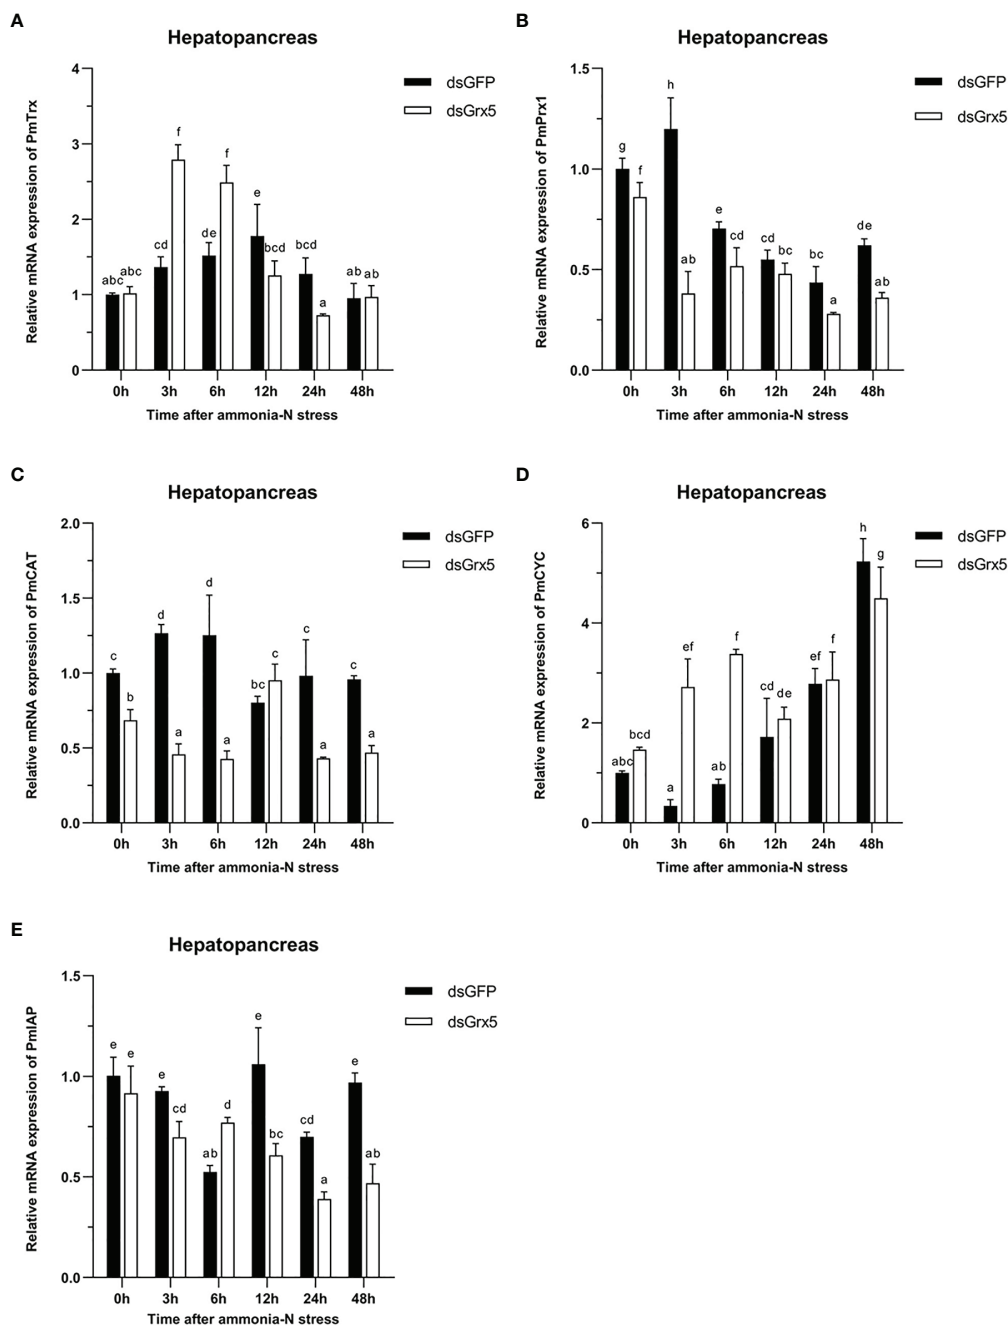 A
Hepatopancreas
Relative mRNA expression of PmTrx
4
3
2
1
0
dsGFP
dsGrx5
abc abc cd f de f e bcd bcd a ab ab
0h 3h 6h 12h 24h 48h
Time after ammonia-N stress
B
Hepatopancreas
Relative mRNA expression of PmPrx1
1.5
1.0
0.5
0.0
dsGFP
dsGrx5
g f h ab e cd cd bc bc a de ab
0h 3h 6h 12h 24h 48h
Time after ammonia-N stress
C
Hepatopancreas
Relative mRNA expression of PmCAT
2.0
1.5
1.0
0.5
0.0
dsGFP
dsGrx5
c b d a d a bc c c a c a
0h 3h 6h 12h 24h 48h
Time after ammonia-N stress
D
Hepatopancreas
Relative mRNA expression of PmCYC
6
4
2
0
dsGFP
dsGrx5
abc bcd a ef ab f cd de ef f h g
0h 3h 6h 12h 24h 48h
Time after ammonia-N stress
E
Hepatopancreas
Relative mRNA expression of PmIAP
1.5
1.0
0.5
0.0
dsGFP
dsGrx5
e e e cd ab d e bc cd a e ab
0h 3h 6h 12h 24h 48h
Time after ammonia-N stress